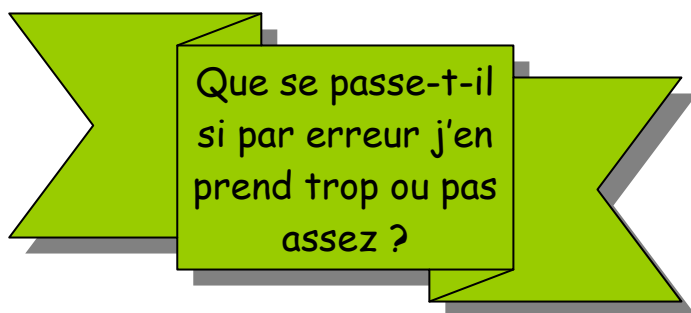 Que se passe-t-il
si par erreur j'en
prend trop ou pas
assez ?